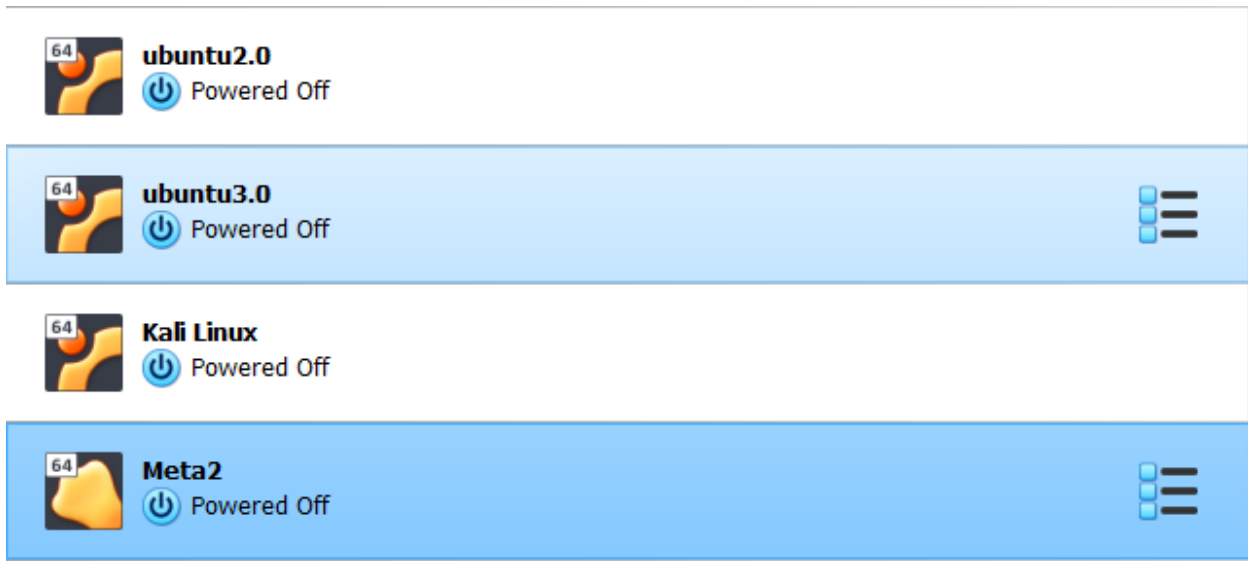 64
ubuntu2.0
Powered Off
64
ubuntu3.0
Powered Off
64
Kali Linux
Powered Off
64
Meta2
Powered Off